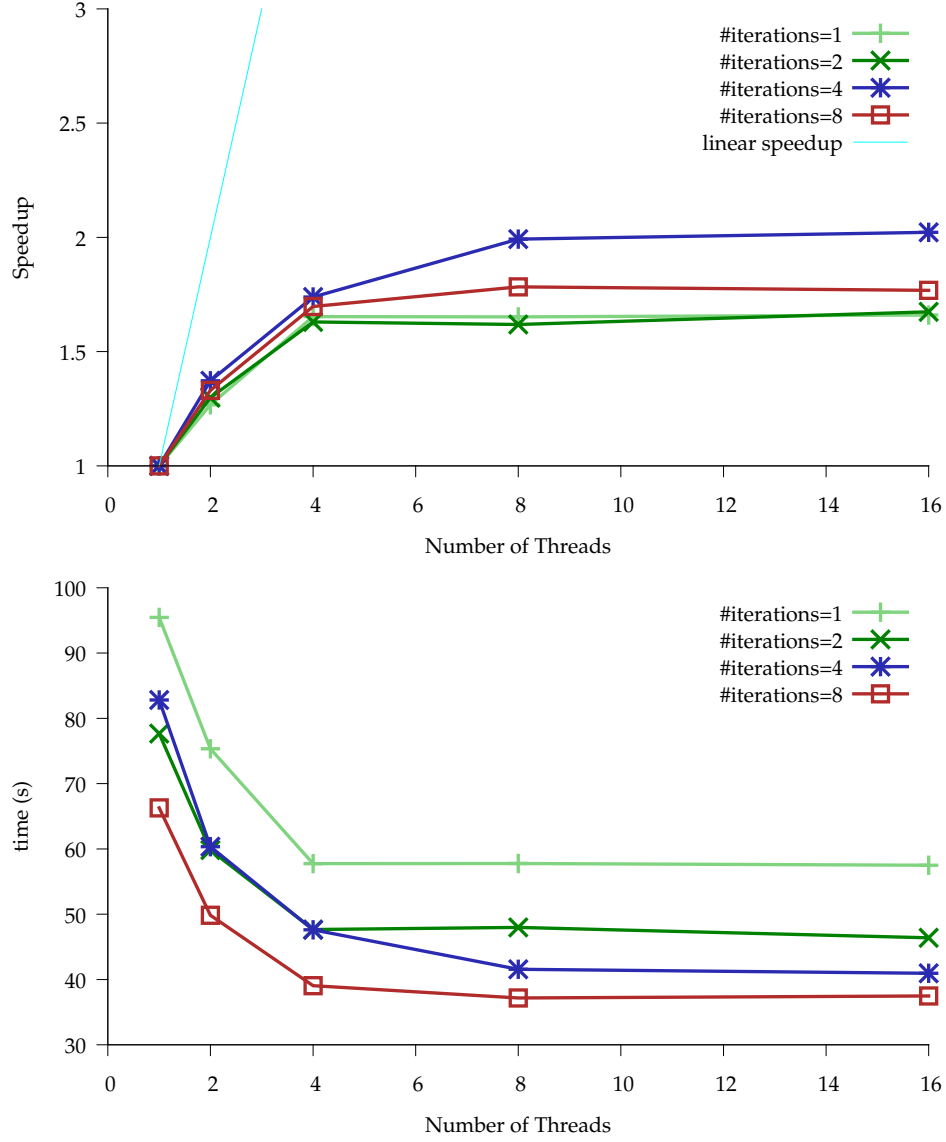 3
#iterations=1
#iterations=2
#iterations=4
#iterations=8
linear speedup
2.5
2
1.5
1
Speedup
0 2 4 6 8 10 12 14 16
Number of Threads
100
#iterations=1
#iterations=2
#iterations=4
#iterations=8
90
80
70
60
50
40
30
time (s)
0 2 4 6 8 10 12 14 16
Number of Threads